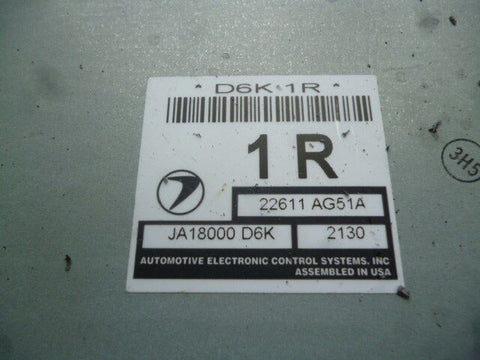 D6K 1R
1R
22611 AG51A
JA18000 D6K 2130
AUTOMOTIVE ELECTRONIC CONTROL SYSTEMS. INC
ASSEMBLED IN USA
3H5